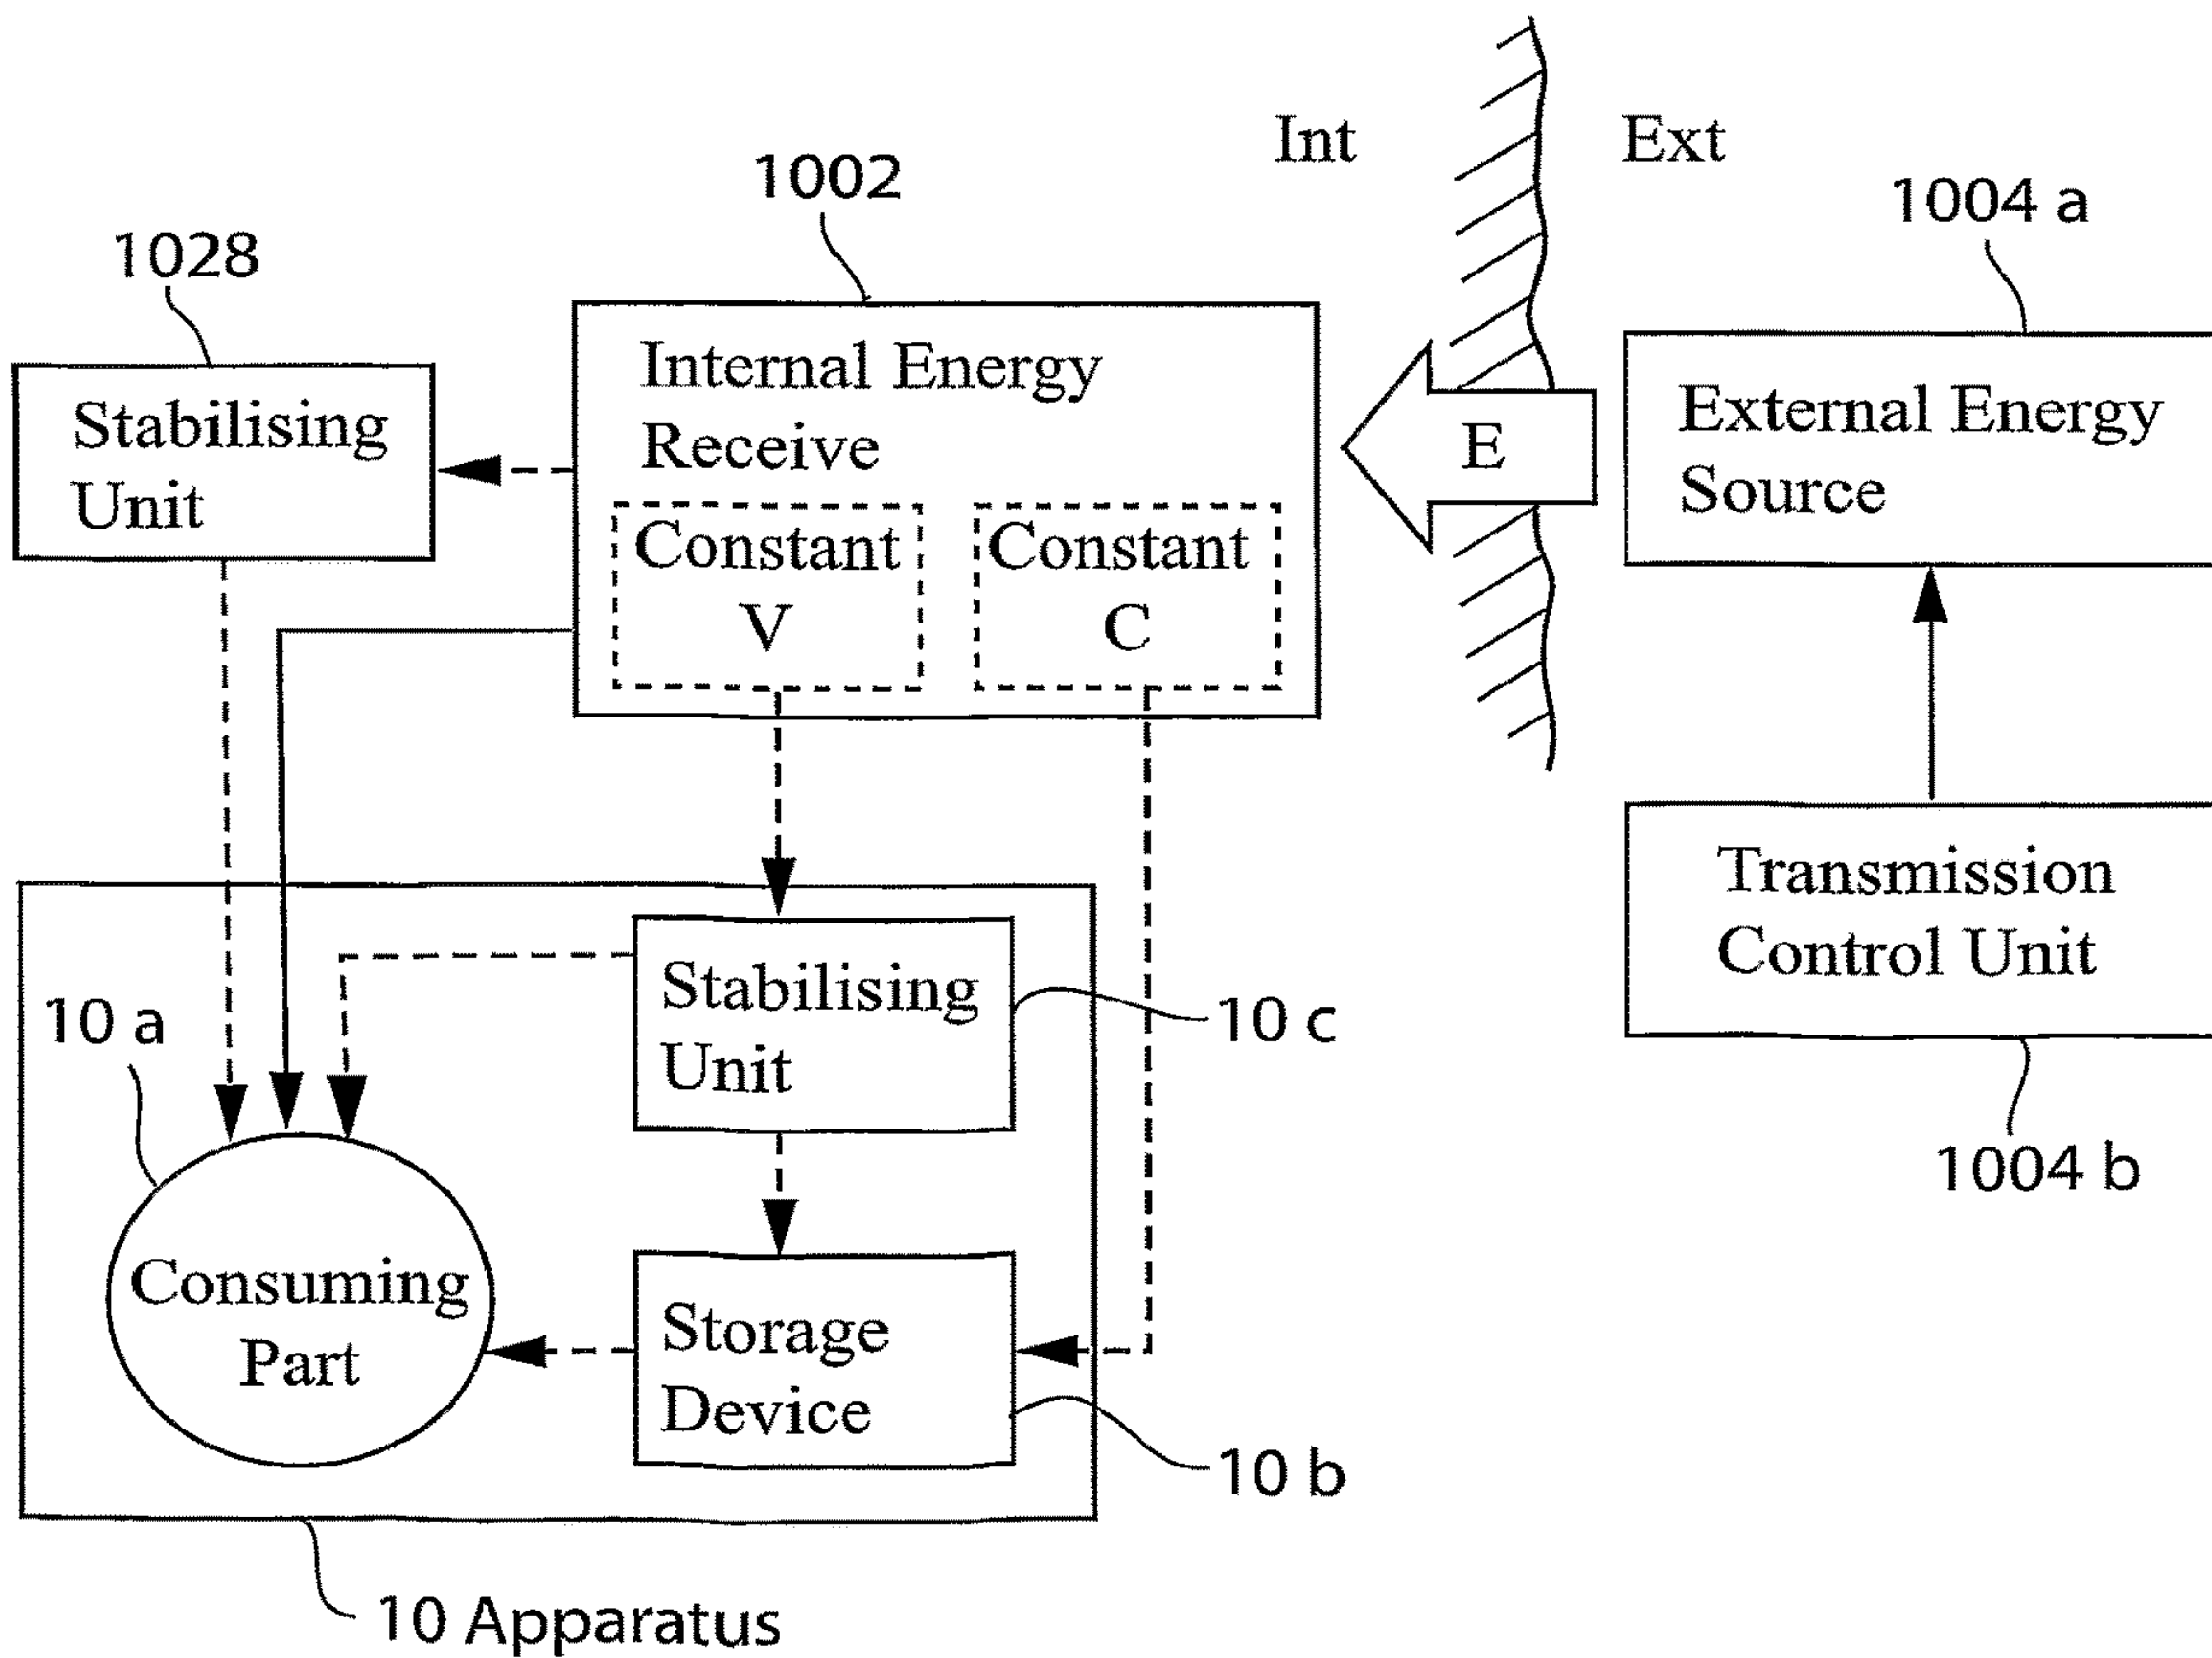 Int
Ext
1002
1004 a
1028
Internal Energy
Receive
Stabilising
Unit
External Energy
Source
E
Constant
V
Constant
C
Transmission
Control Unit
10 a
Stabilising
Unit
10 c
1004 b
Consuming
Part
Storage
Device
10 b
10 Apparatus